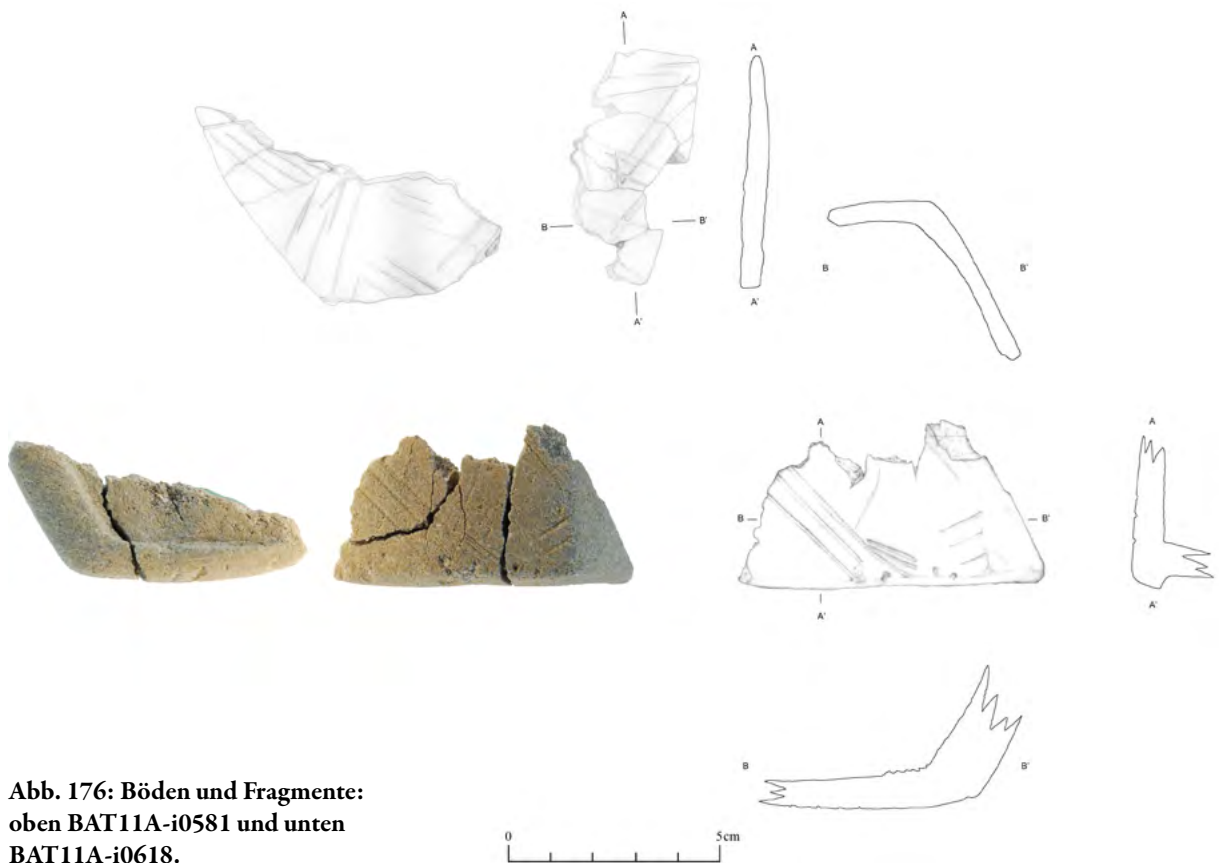 A
A
B
B'
B
B'
A'
A'
A
A
B
B'
A'
A'
B
B'
Abb. 176: Böden und Fragmente:
oben BAT11A-i0581 und unten
BAT11A-i0618.
0 5cm